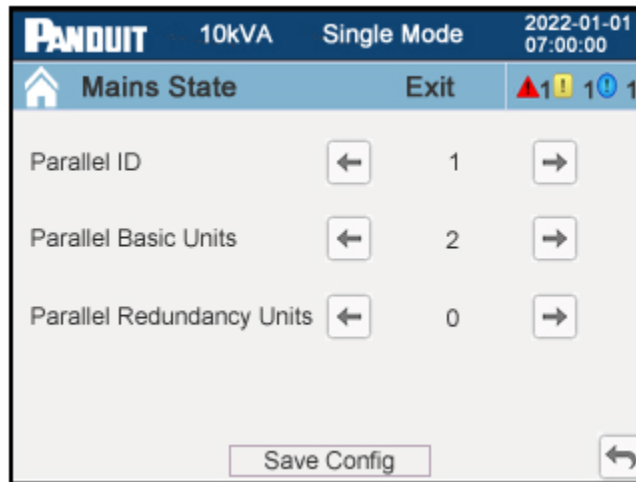 PANDUIT 10kVA Single Mode 2022-01-01
07:00:00
Mains State Exit 1 1 1
Parallel ID 1
Parallel Basic Units 2
Parallel Redundancy Units 0
Save Config